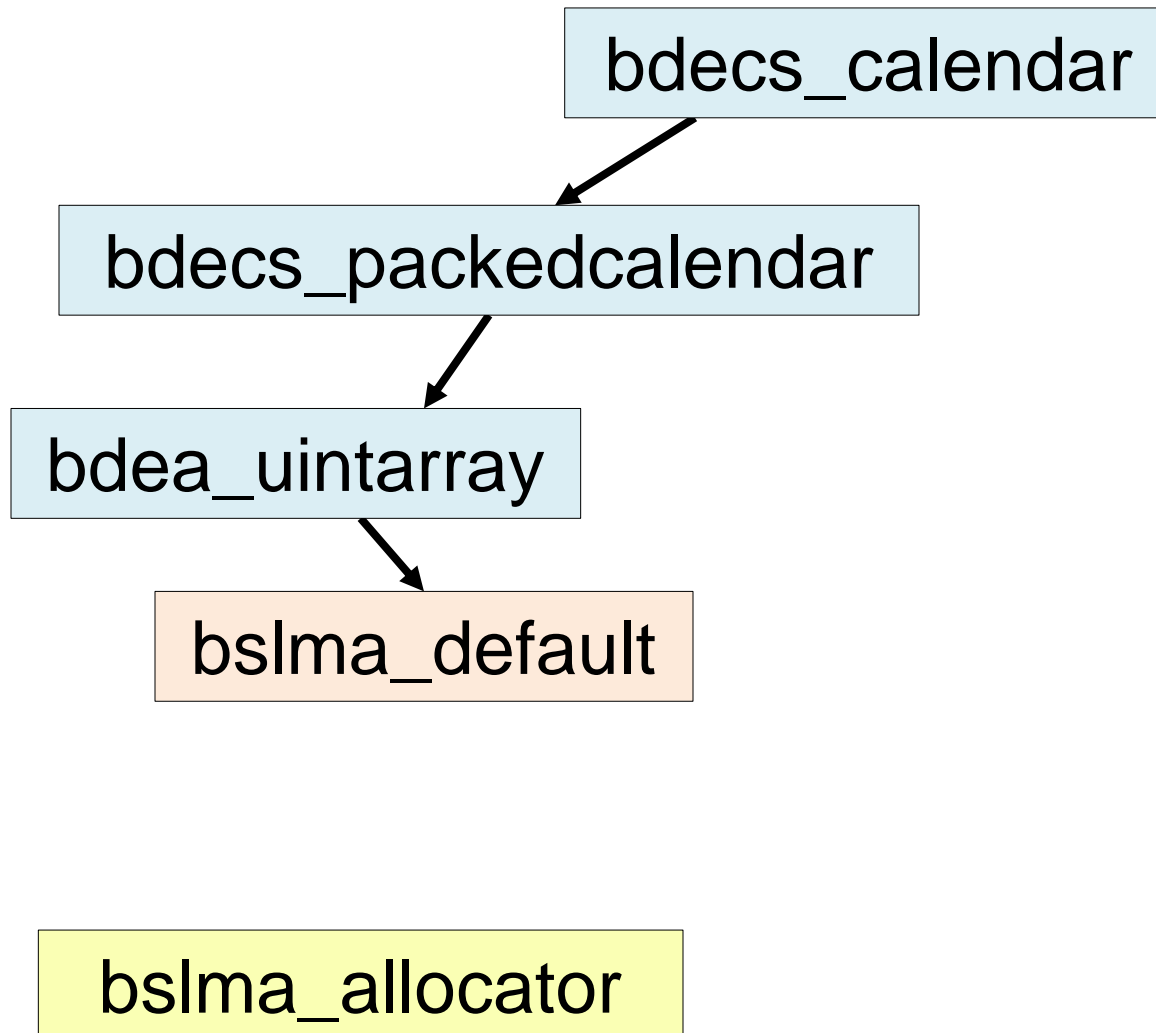 bdecs_calendar
bdecs_packedcalendar
bdea_uintarray
bslma_default
bslma_allocator